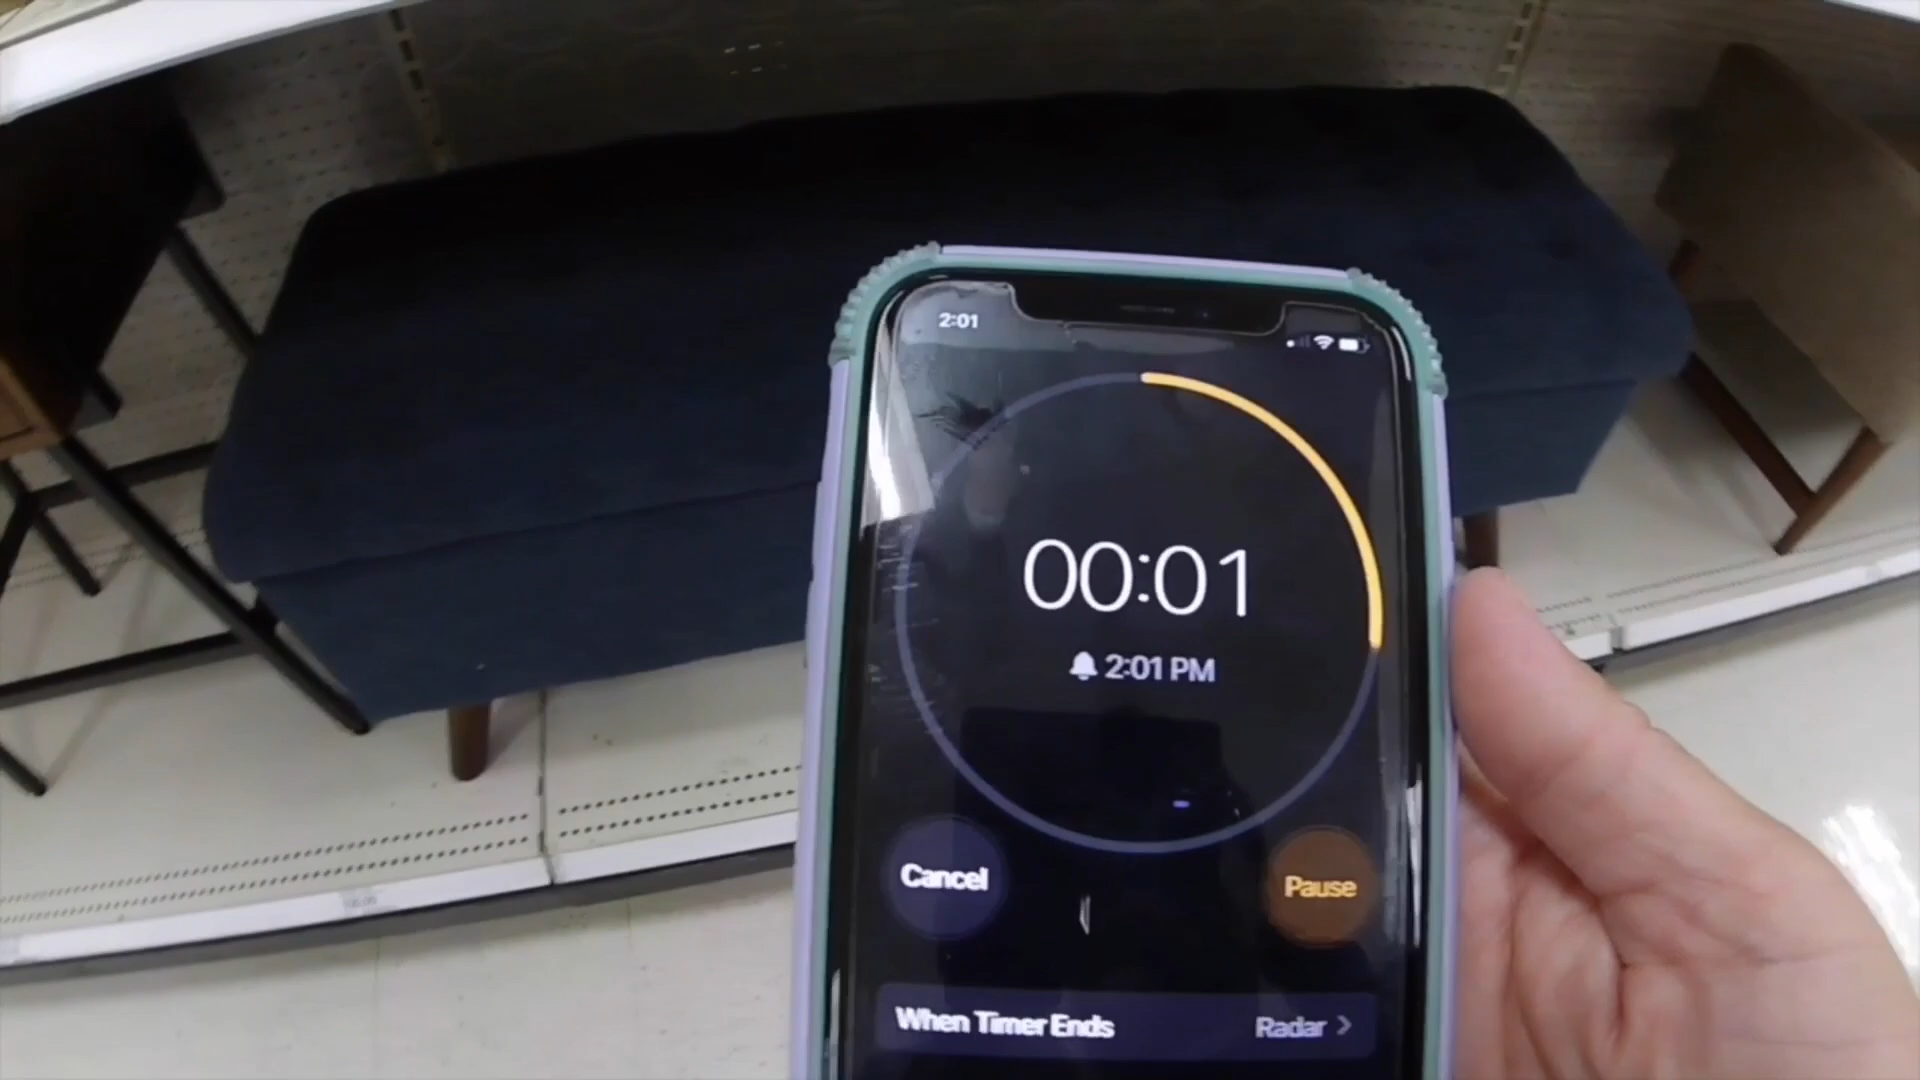 2:01
00:01
2:01 PM
Cancel
Pause
When Timer Ends
Radar >